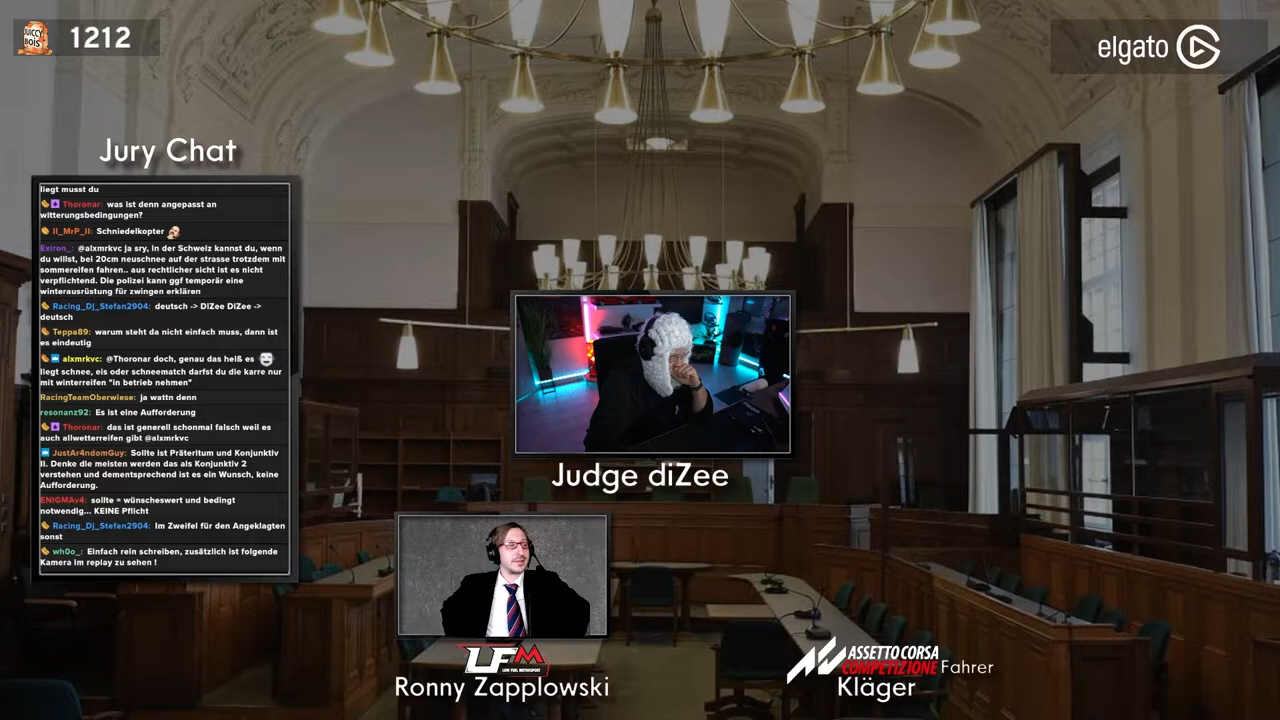 JUICCY
BOIS
1212
elgato
Jury Chat
liegt musst du
Thoronar: was ist denn angepasst an
witterungsbedingungen?
II_MrP_II: Schniedelkopter
Exiron_: @alxmrkvc ja sry, in der Schweiz kannst du, wenn
du willst, bei 20cm neuschnee auf der strasse trotzdem mit
sommereifen fahren.. aus rechtlicher sicht ist es nicht
verpflichtend. Die polizei kann ggf temporär eine
winterausrüstung für zwingen erklären
Racing_Dj_Stefan2904: deutsch -> DIZee DIZee ->
deutsch
Teppa89: warum steht da nicht einfach muss, dann ist
es eindeutig
alxmrkvc: @Thoronar doch, genau das heiß es
liegt schnee, eis oder schneematch darfst du die karre nur
mit winterreifen "in betrieb nehmen"
RacingTeamOberwiese: ja wattn denn
resonanz92: Es ist eine Aufforderung
Thoronar: das ist generell schonmal falsch weil es
auch allwetterreifen gibt @alxmrkvc
JustAr4ndomGuy: Sollte ist Präteritum und Konjunktiv
II. Denke die meisten werden das als Konjunktiv 2
verstehen und dementsprechend ist es ein Wunsch, keine
Aufforderung.
ENIGMAv4: sollte = wünscheswert und bedingt
notwendig... KEINE Pflicht
Racing_Dj_Stefan2904: Im Zweifel für den Angeklagten
sonst
wh0o_: Einfach rein schreiben, zusätzlich ist folgende
Kamera im replay zu sehen !
Judge diZee
LFM
LOW FUEL MOTORSPORT
Ronny Zapplowski
ASSETTO CORSA
COMPETIZIONE Fahrer
Kläger